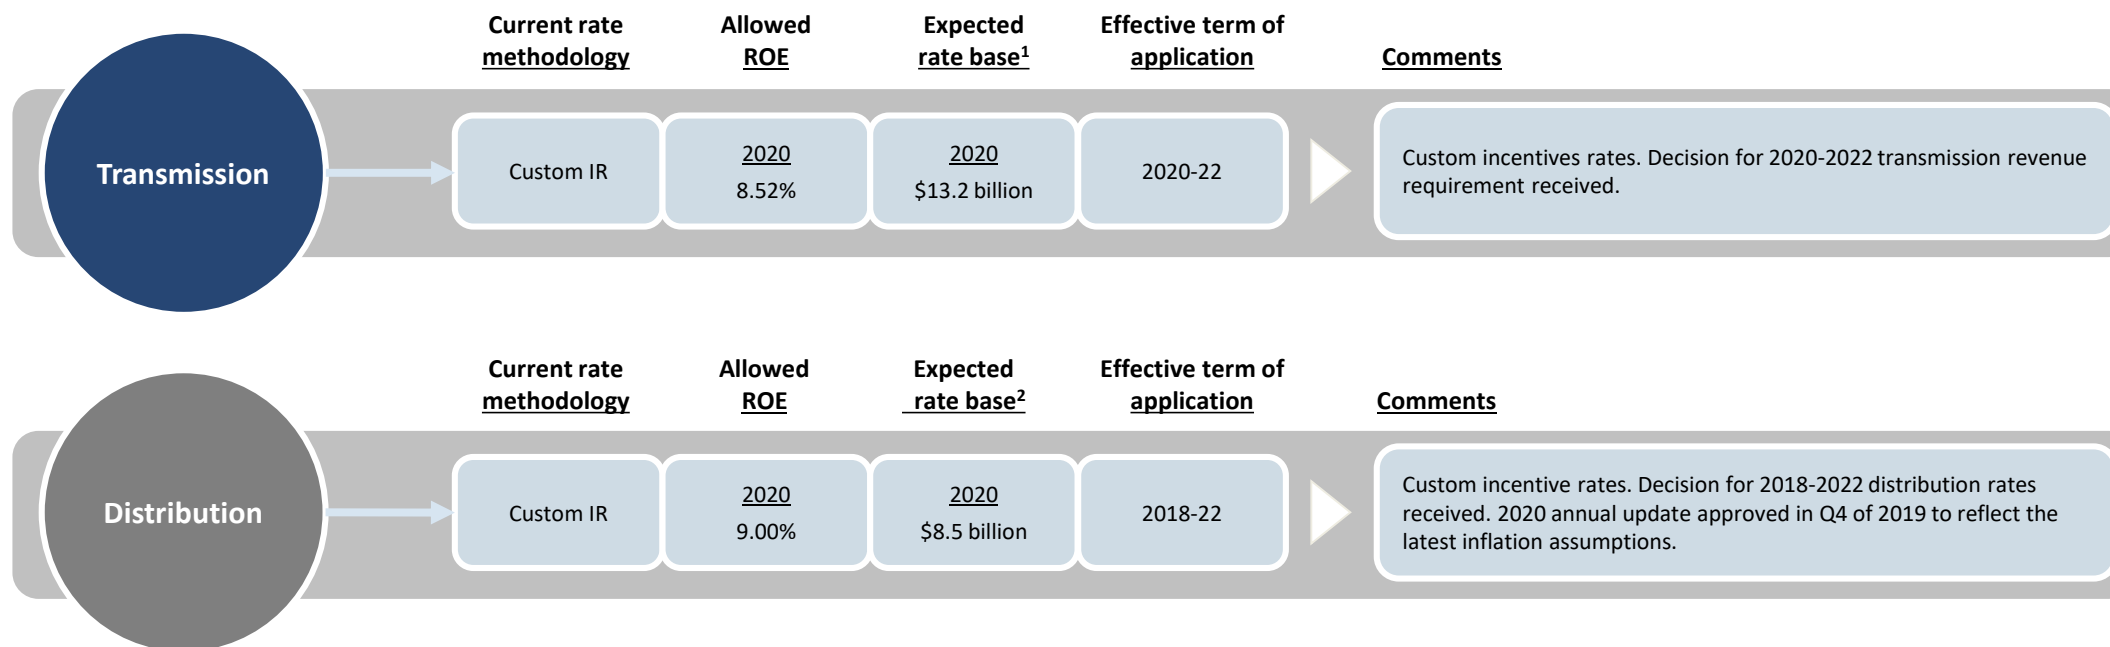 Current rate
methodology
Allowed
ROE
Expected
rate base1
Effective term of
application
Comments
Transmission
Custom IR
2020
8.52%
2020
$13.2 billion
2020-22
Custom incentives rates. Decision for 2020-2022 transmission revenue
requirement received.
Current rate
methodology
Allowed
ROE
Expected
rate base2
Effective term of
application
Comments
Distribution
Custom IR
2020
9.00%
2020
$8.5 billion
2018-22
Custom incentive rates. Decision for 2018-2022 distribution rates
received. 2020 annual update approved in Q4 of 2019 to reflect the
latest inflation assumptions.